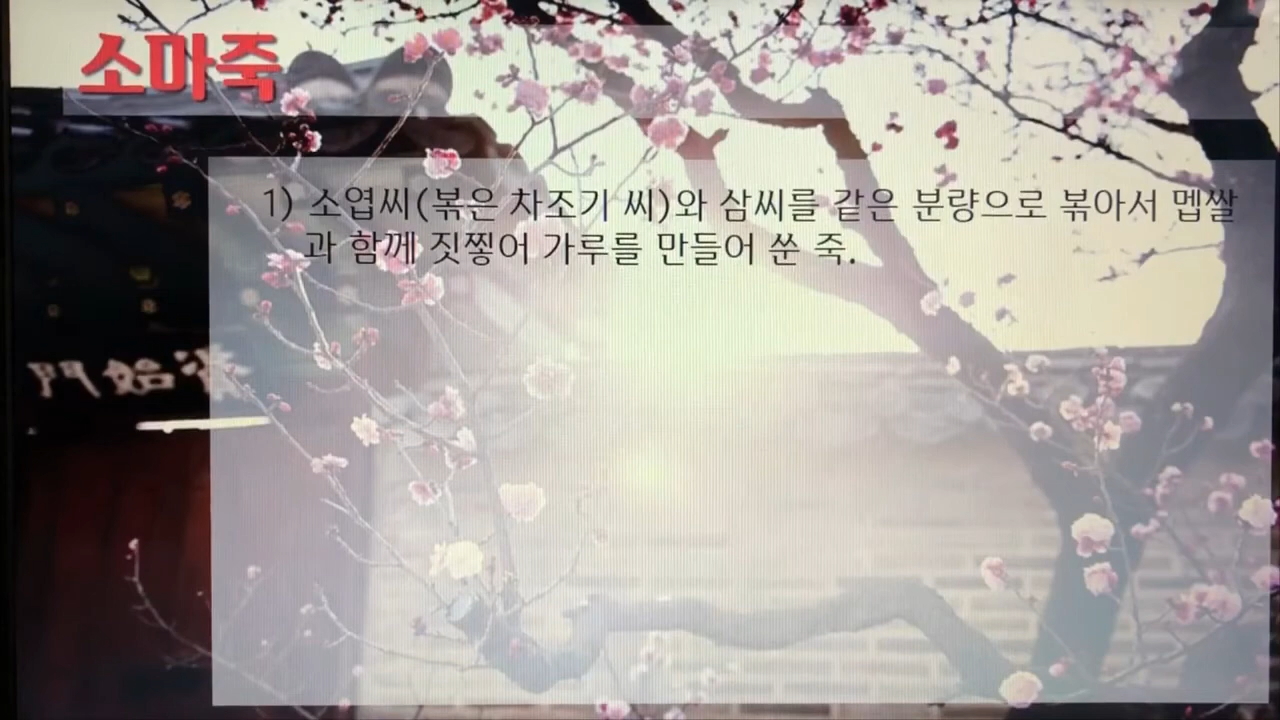 소마죽
1) 소엽씨(볶은 차조기 씨)와 삼씨를 같은 분량으로 볶아서 멥쌀
과 함께 짓찧어 가루를 만들어 쑨 죽.
門始